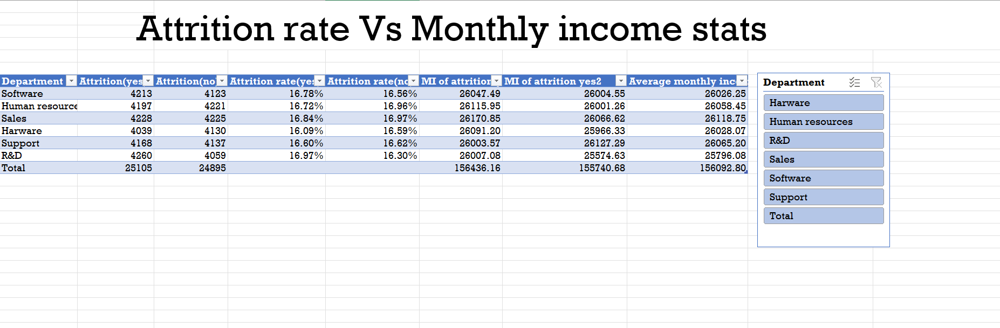 Attrition rate Vs Monthly income stats
Department Attrition(yes Attrition(no Attrition rate(yes Attrition rate(no MI of attrition MI of attrition yes2 Average monthly inc
Software 4213 4123 16.78% 16.56% 26047.49 26004.55 26026.25
Human resource 4197 4221 16.72% 16.96% 26115.95 26001.26 26058.45
Sales 4228 4225 16.84% 16.97% 26170.85 26066.62 26118.75
Harware 4039 4130 16.09% 16.59% 26091.20 25966.33 26028.07
Support 4168 4137 16.60% 16.62% 26003.57 26127.29 26065.20
R&D 4260 4059 16.97% 16.30% 26007.08 25574.63 25796.08
Total 25105 24895 156436.16 155740.68 156092.80
Department
Harware
Human resources
R&D
Sales
Software
Support
Total